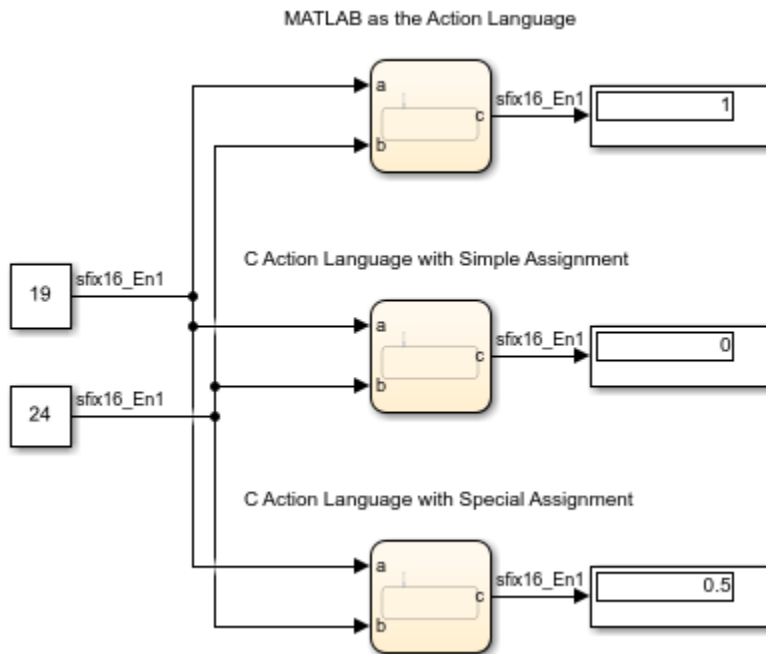 MATLAB as the Action Language
a
sfix16_En1
1
c
b
C Action Language with Simple Assignment
19
sfix16_En1
a
sfix16_En1
0
c
b
24
sfix16_En1
C Action Language with Special Assignment
a
sfix16_En1
0.5
c
b